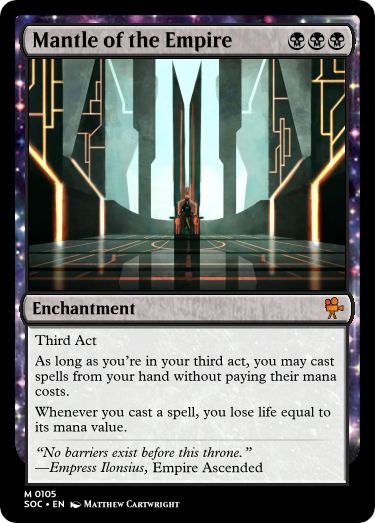 Mantle of the Empire
Enchantment
Third Act
As long as you're in your third act, you may cast
spells from your hand without paying their mana
costs.
Whenever you cast a spell, you lose life equal to
its mana value.
“No barriers exist before this throne.”
—Empress Ilonsius, Empire Ascended
M 0105
SOC • EN Matthew Cartwright